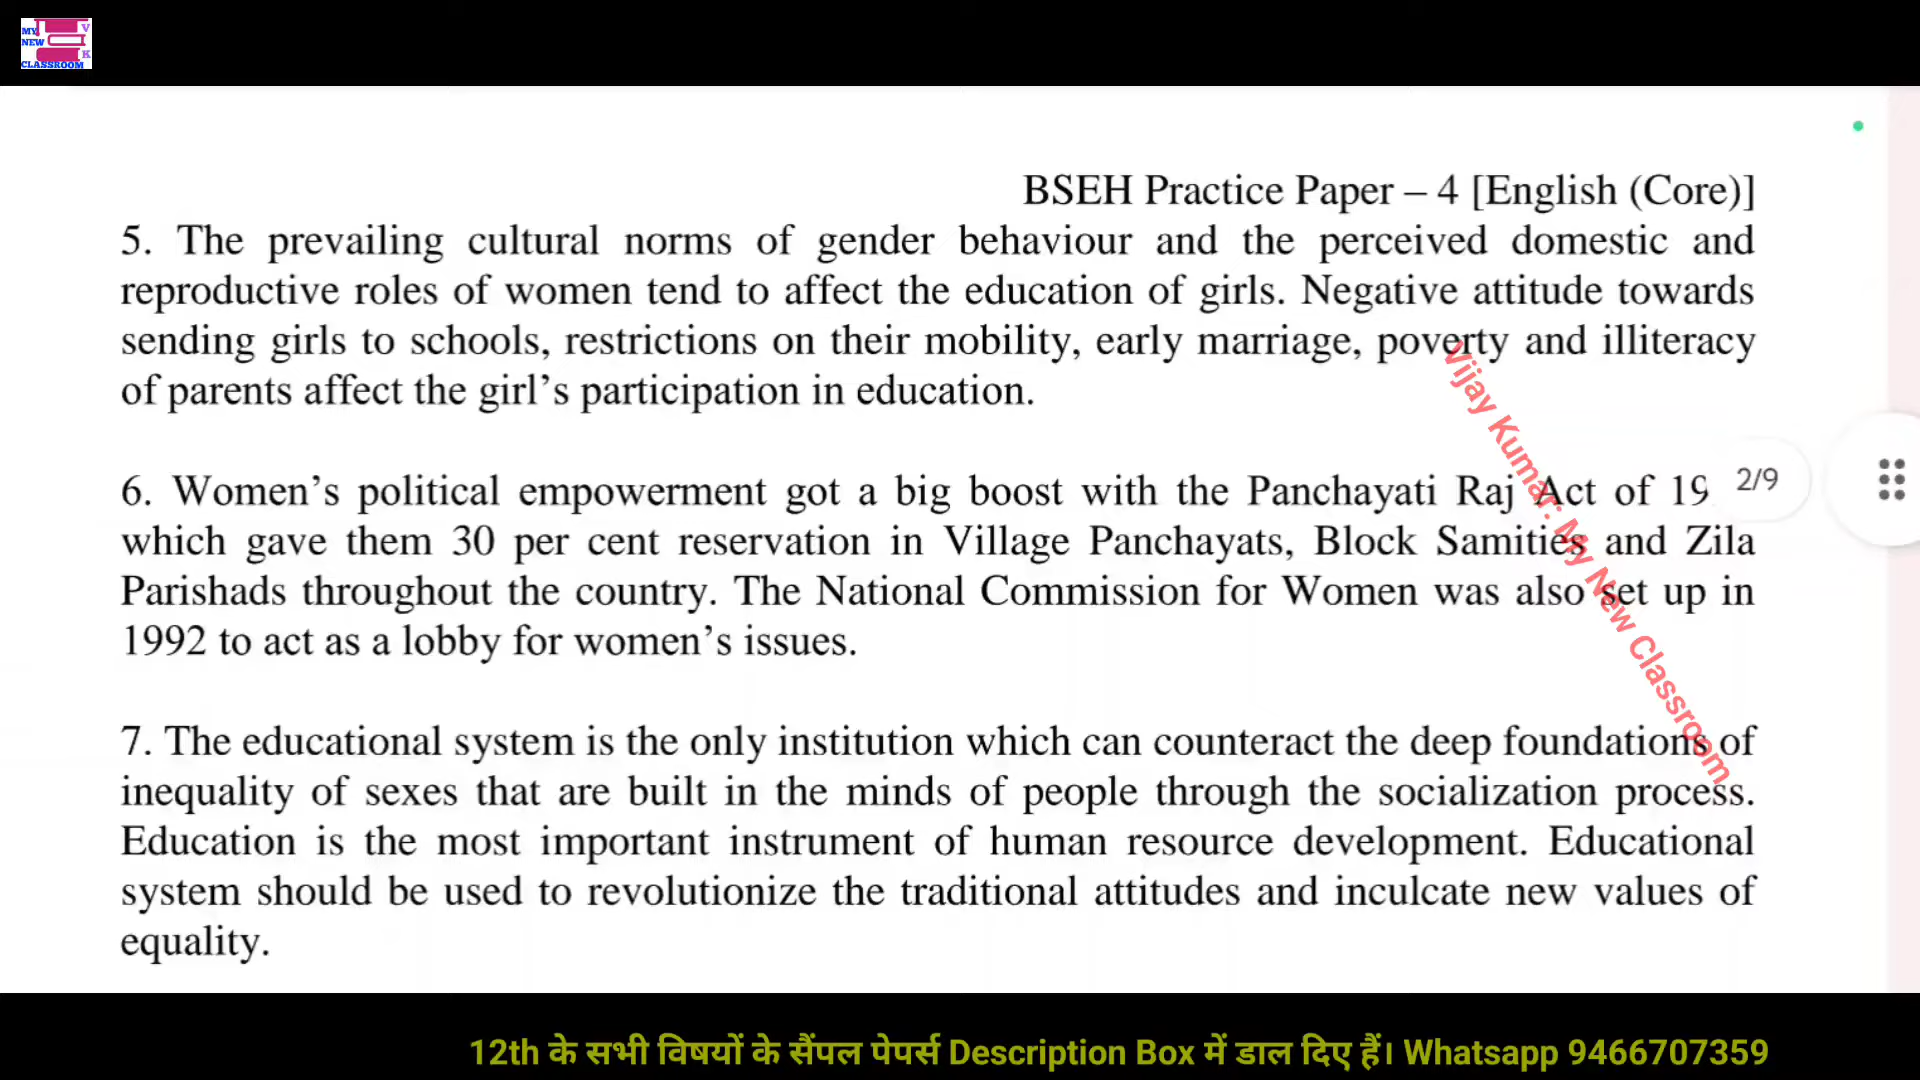 MY
NEW
CLASSROOM
V
K
BSEH Practice Paper – 4 [English (Core)]
5. The prevailing cultural norms of gender behaviour and the perceived domestic and
reproductive roles of women tend to affect the education of girls. Negative attitude towards
sending girls to schools, restrictions on their mobility, early marriage, poverty and illiteracy
of parents affect the girl’s participation in education.
6. Women’s political empowerment got a big boost with the Panchayati Raj Act of 19
2/9
which gave them 30 per cent reservation in Village Panchayats, Block Samities and Zila
Parishads throughout the country. The National Commission for Women was also set up in
1992 to act as a lobby for women’s issues.
7. The educational system is the only institution which can counteract the deep foundations of
inequality of sexes that are built in the minds of people through the socialization process.
Education is the most important instrument of human resource development. Educational
system should be used to revolutionize the traditional attitudes and inculcate new values of
equality.
Vijay Kumar: My New Classroom
12th के सभी विषयों के सैंपल पेपर्स Description Box में डाल दिए हैं। Whatsapp 9466707359